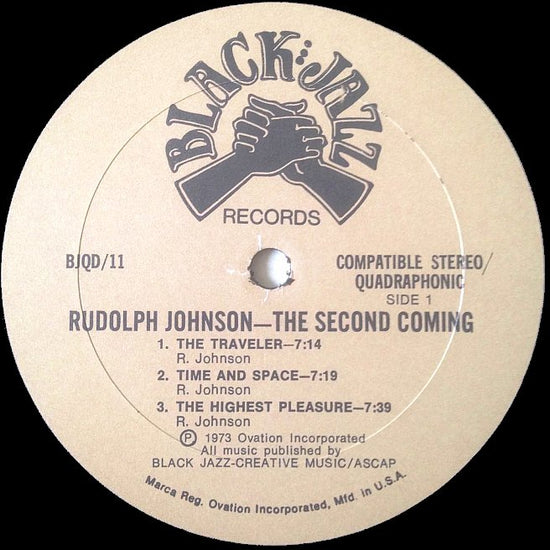 BLACK JAZZ
RECORDS
BJQD/11
COMPATIBLE STEREO/
QUADRAPHONIC
SIDE 1
RUDOLPH JOHNSON—THE SECOND COMING
1. THE TRAVELER—7:14
R. Johnson
2. TIME AND SPACE—7:19
R. Johnson
3. THE HIGHEST PLEASURE—7:39
R. Johnson
Ⓟ 1973 Ovation Incorporated
All music published by
BLACK JAZZ-CREATIVE MUSIC/ASCAP
Marca Reg. Ovation Incorporated, Mfd. in U.S.A.